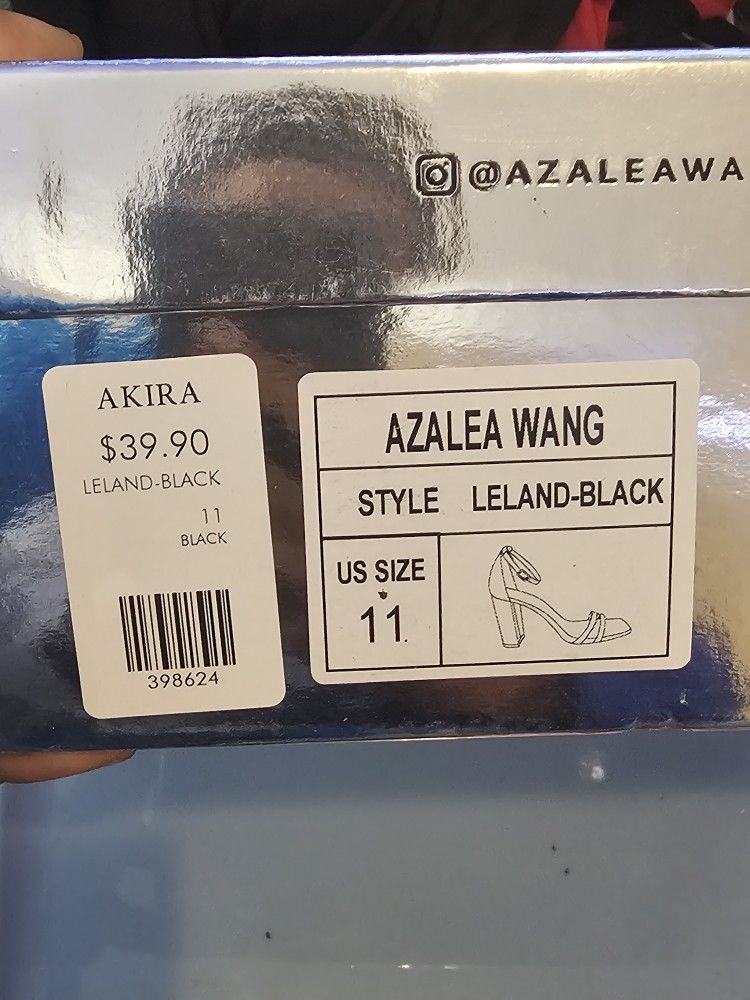 @AZALEAWA
AKIRA
$39.90
LELAND-BLACK
11
BLACK
398624
AZALEA WANG
STYLE LELAND-BLACK
US SIZE
11